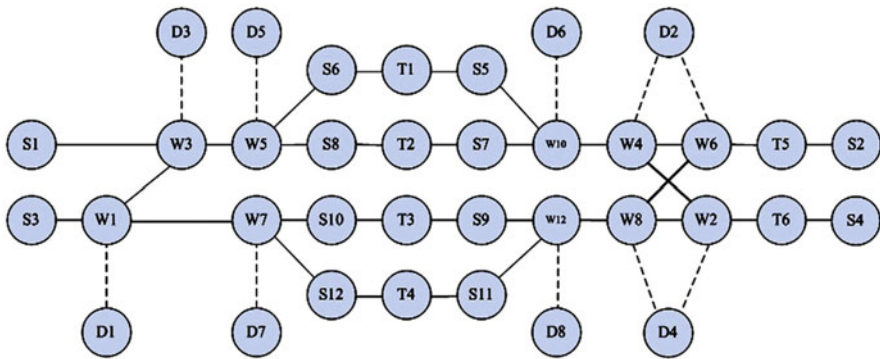 D3 D5 D6 D2
S6 T1 S5
S1 W3 W5 S8 T2 S7 W10 W4 W6 T5 S2
S3 W1 W7 S10 T3 S9 W12 W8 W2 T6 S4
S12 T4 S11
D1 D7 D8 D4